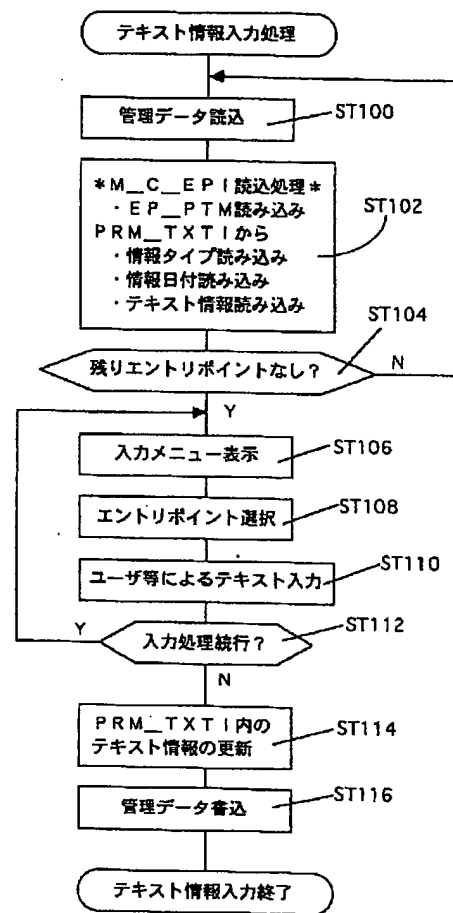 テキスト情報入力処理
管理データ読込
ST100
*M__C__EPI読込処理*
・EP__PTM読み込み
PRM__TXTIから
・情報タイプ読み込み
・情報日付読み込み
・テキスト情報読み込み
ST102
ST104
残りエントリポイントなし?
N
Y
入力メニュー表示
ST106
エントリポイント選択
ST108
ユーザ等によるテキスト入力
ST110
Y
入力処理続行?
ST112
N
PRM__TXTI内の
テキスト情報の更新
ST114
管理データ書込
ST116
テキスト情報入力終了